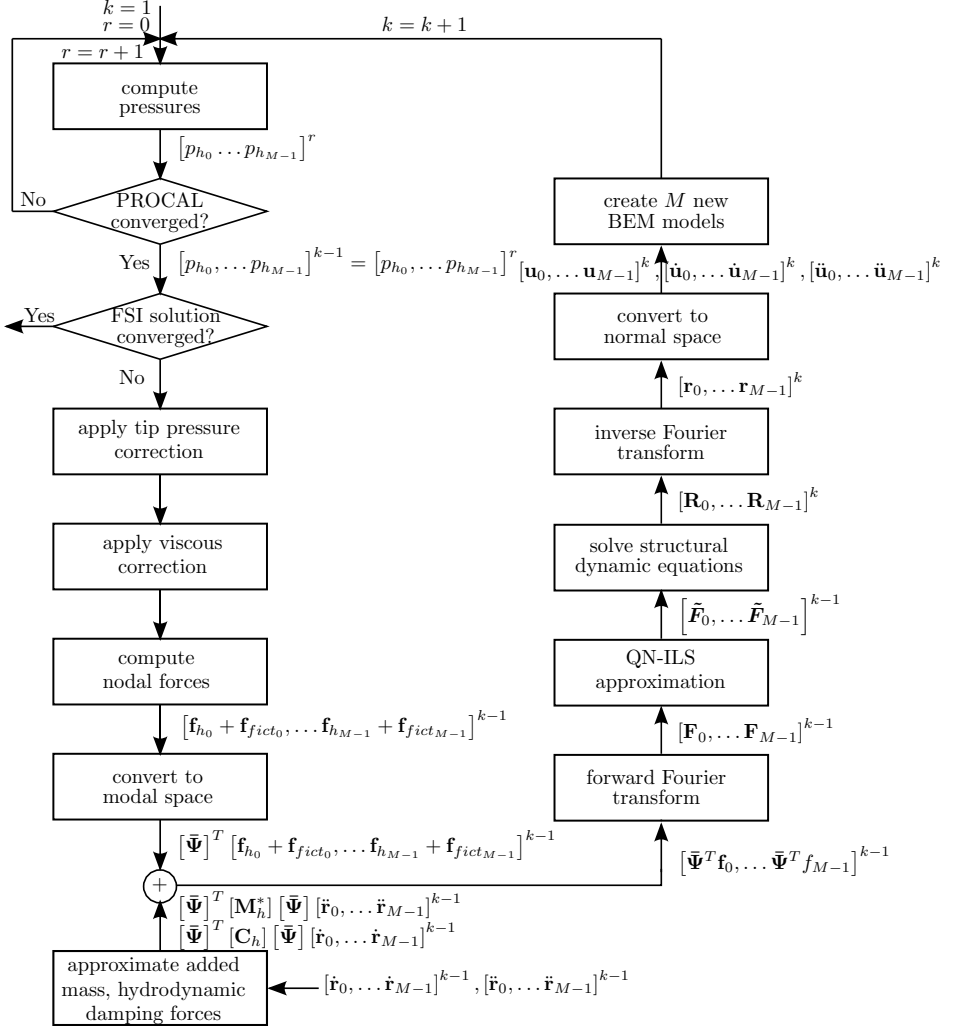 k = 1
r = 0
r = r + 1
k = k + 1
compute
pressures
[p_{h_0} … p_{h_{M−1}}]^r
No
PROCAL
converged?
Yes
[p_{h_0}, … p_{h_{M−1}}]^{k−1} = [p_{h_0}, … p_{h_{M−1}}]^r
Yes
FSI solution
converged?
No
apply tip pressure
correction
apply viscous
correction
compute
nodal forces
[𝐟_{h_0} + 𝐟_{fict_0}, … 𝐟_{h_{M−1}} + 𝐟_{fict_{M−1}}]^{k−1}
convert to
modal space
[𝚿̄]^T [𝐟_{h_0} + 𝐟_{fict_0}, … 𝐟_{h_{M−1}} + 𝐟_{fict_{M−1}}]^{k−1}
+
[𝚿̄]^T [𝐌_h^*] [𝚿̄] [𝐫̈_0, … 𝐫̈_{M−1}]^{k−1}
[𝚿̄]^T [𝐂_h] [𝚿̄] [𝐫̇_0, … 𝐫̇_{M−1}]^{k−1}
approximate added
mass, hydrodynamic
damping forces
[𝐫̇_0, … 𝐫̇_{M−1}]^{k−1}, [𝐫̈_0, … 𝐫̈_{M−1}]^{k−1}
[𝚿̄^T 𝐟_0, … 𝚿̄^T f_{M−1}]^{k−1}
forward Fourier
transform
[𝐅_0, … 𝐅_{M−1}]^{k−1}
QN-ILS
approximation
[𝑭̃_0, … 𝑭̃_{M−1}]^{k−1}
solve structural
dynamic equations
[𝐑_0, … 𝐑_{M−1}]^k
inverse Fourier
transform
[𝐫_0, … 𝐫_{M−1}]^k
convert to
normal space
[𝐮_0, … 𝐮_{M−1}]^k, [𝐮̇_0, … 𝐮̇_{M−1}]^k, [𝐮̈_0, … 𝐮̈_{M−1}]^k
create M new
BEM models